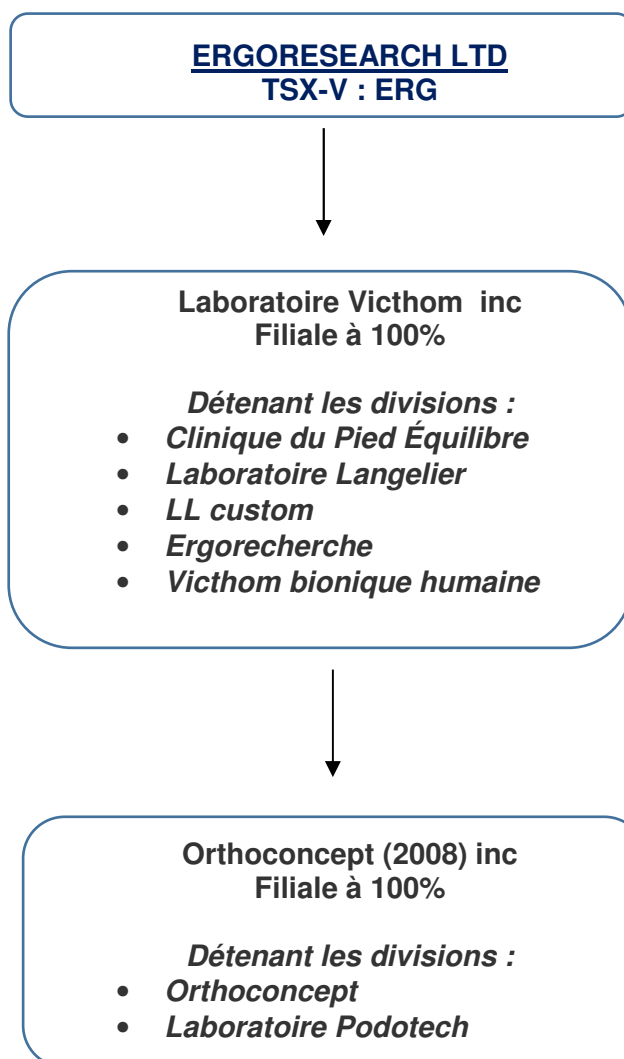 ERGORESEARCH LTD
TSX-V : ERG
Laboratoire Victhom inc
Filiale à 100%
Détenant les divisions :
• Clinique du Pied Équilibre
• Laboratoire Langelier
• LL custom
• Ergorecherche
• Victhom bionique humaine
Orthoconcept (2008) inc
Filiale à 100%
Détenant les divisions :
• Orthoconcept
• Laboratoire Podotech